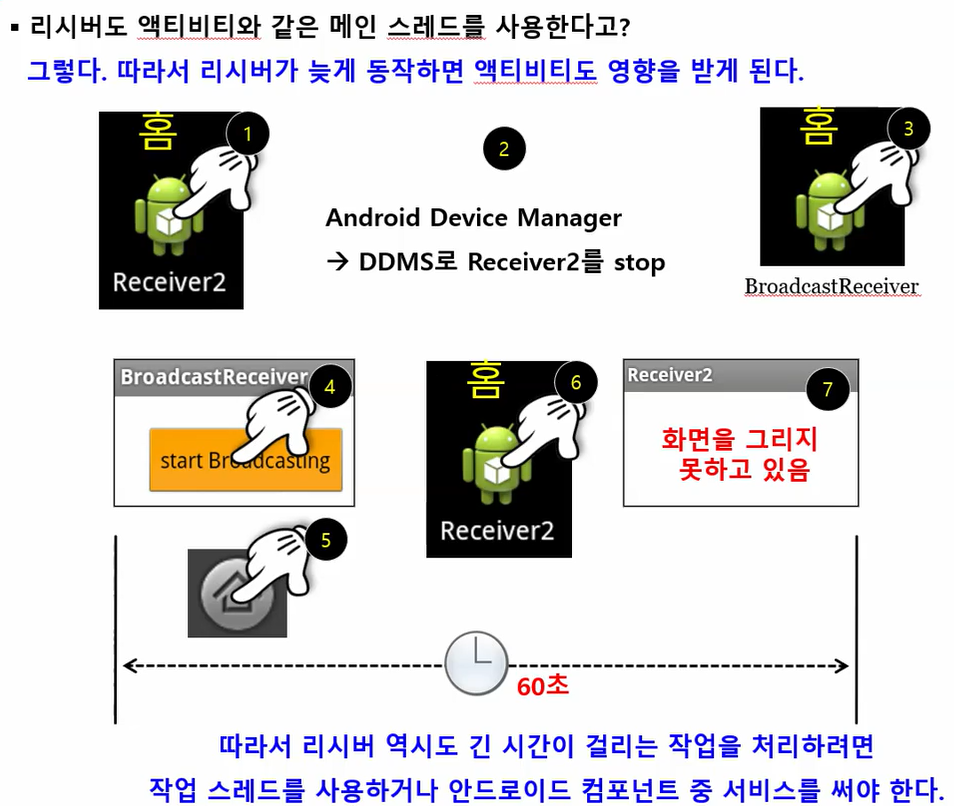 ▪ 리시버도 액티비티와 같은 메인 스레드를 사용한다고?
그렇다. 따라서 리시버가 늦게 동작하면 액티비티도 영향을 받게 된다.
홈
1
Receiver2
2
Android Device Manager
→ DDMS로 Receiver2를 stop
홈
3
BroadcastReceiver
BroadcastReceiver
4
start Broadcasting
5
홈
6
Receiver2
Receiver2
7
화면을 그리지
못하고 있음
60초
따라서 리시버 역시도 긴 시간이 걸리는 작업을 처리하려면
작업 스레드를 사용하거나 안드로이드 컴포넌트 중 서비스를 써야 한다.